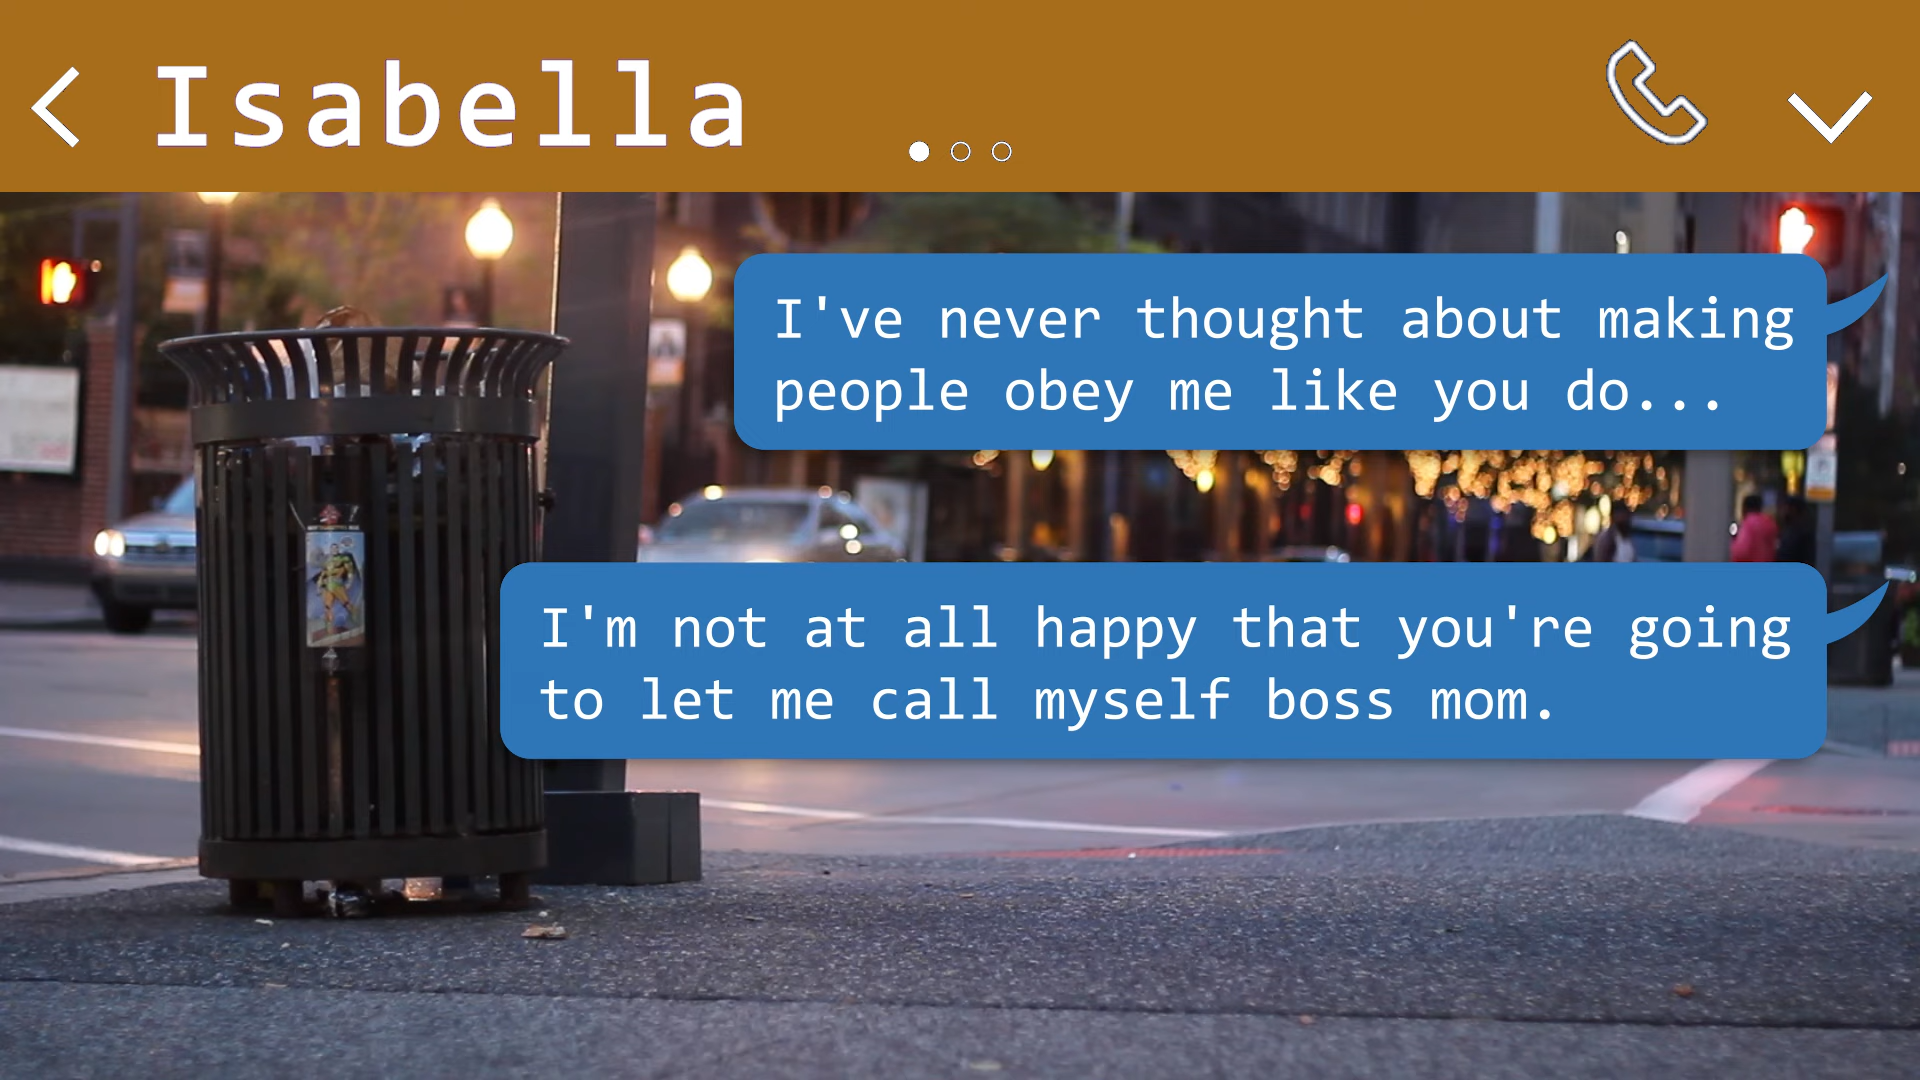 Isabella
I've never thought about making
people obey me like you do...
I'm not at all happy that you're going
to let me call myself boss mom.